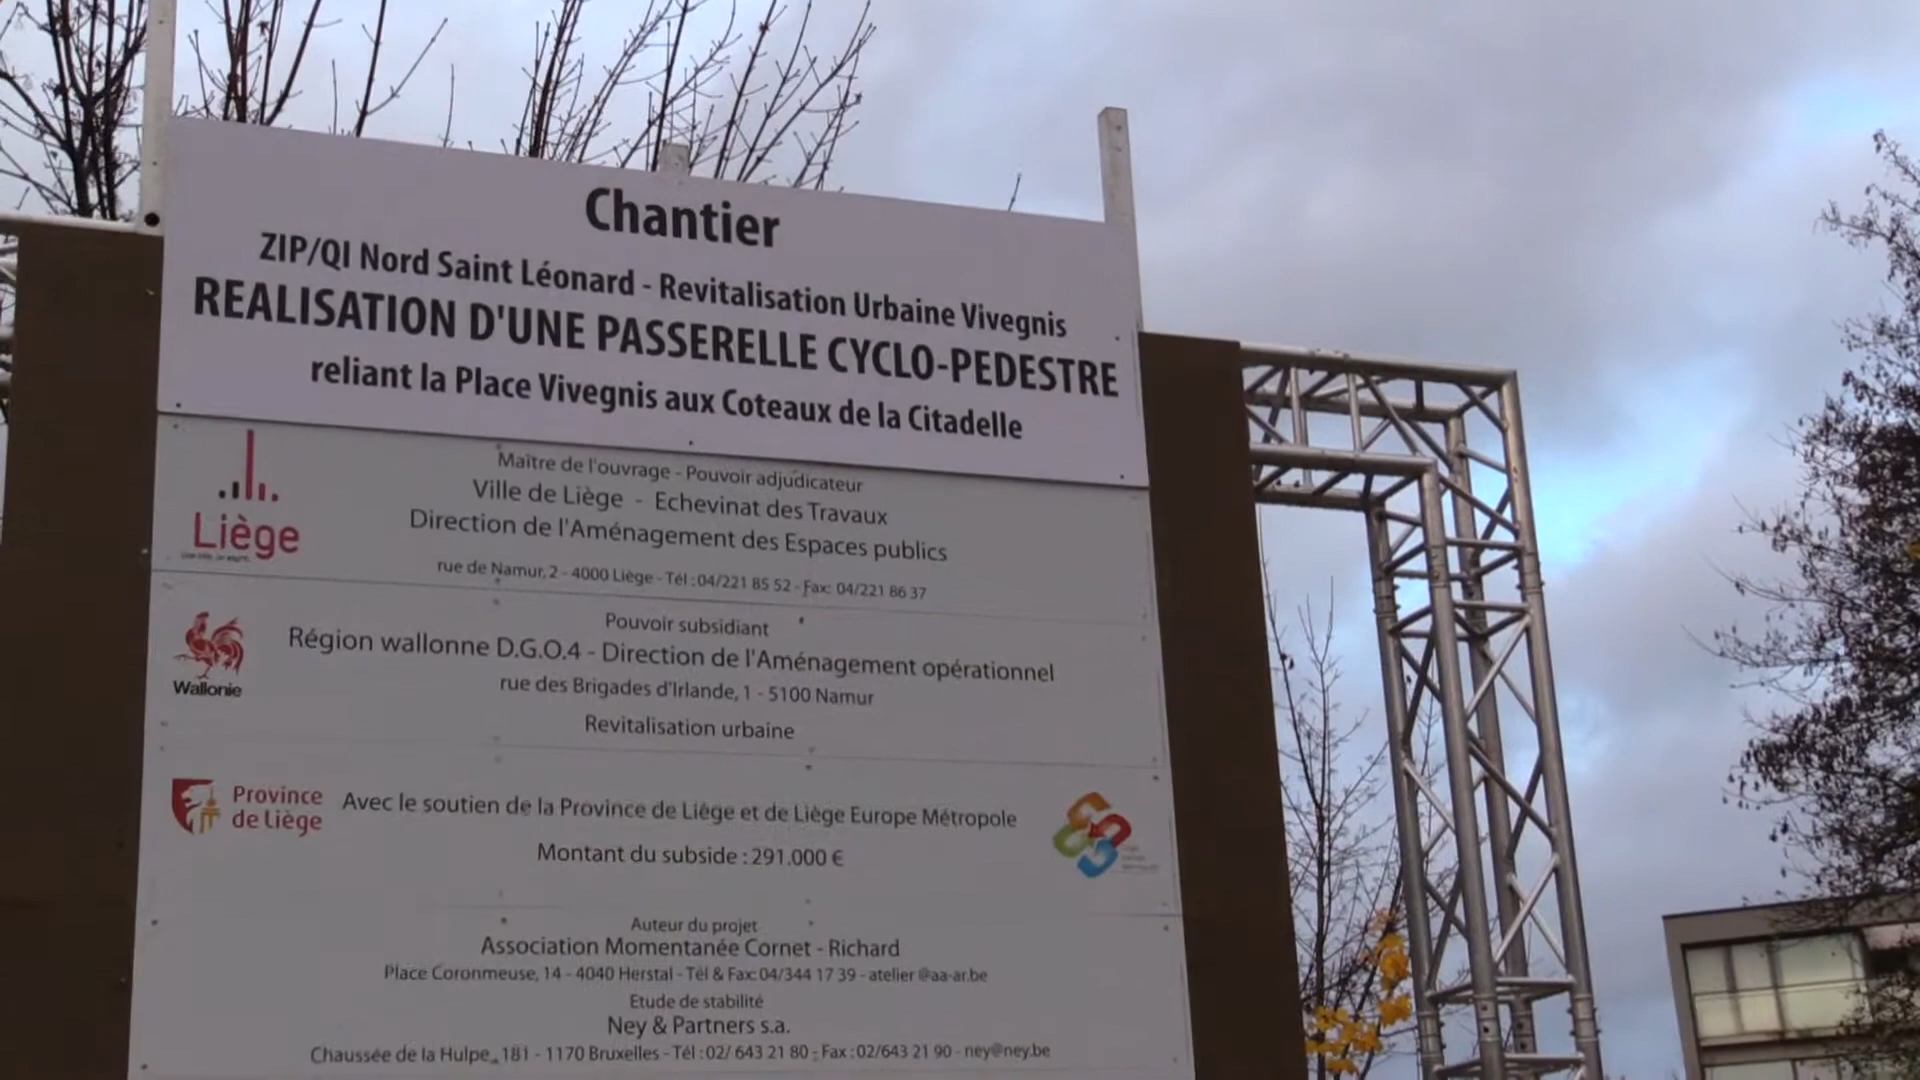 Chantier
ZIP/QI Nord Saint Léonard - Revitalisation Urbaine Vivegnis
REALISATION D'UNE PASSERELLE CYCLO-PEDESTRE
reliant la Place Vivegnis aux Coteaux de la Citadelle
Maître de l'ouvrage - Pouvoir adjudicateur
Ville de Liège - Echevinat des Travaux
Direction de l'Aménagement des Espaces publics
rue de Namur, 2 - 4000 Liège - Tél : 04/221 85 52 - Fax: 04/221 86 37
Liège
Pouvoir subsidiant
Région wallonne D.G.O.4 - Direction de l'Aménagement opérationnel
rue des Brigades d'Irlande, 1 - 5100 Namur
Revitalisation urbaine
Wallonie
Province
de Liège
Avec le soutien de la Province de Liège et de Liège Europe Métropole
Montant du subside : 291.000 €
Auteur du projet
Association Momentanée Cornet - Richard
Place Coronmeuse, 14 - 4040 Herstal - Tél & Fax: 04/344 17 39 - atelier @aa-ar.be
Etude de stabilité
Ney & Partners s.a.
Chaussée de la Hulpe, 181 - 1170 Bruxelles - Tél : 02/ 643 21 80 - Fax : 02/643 21 90 - ney@ney.be